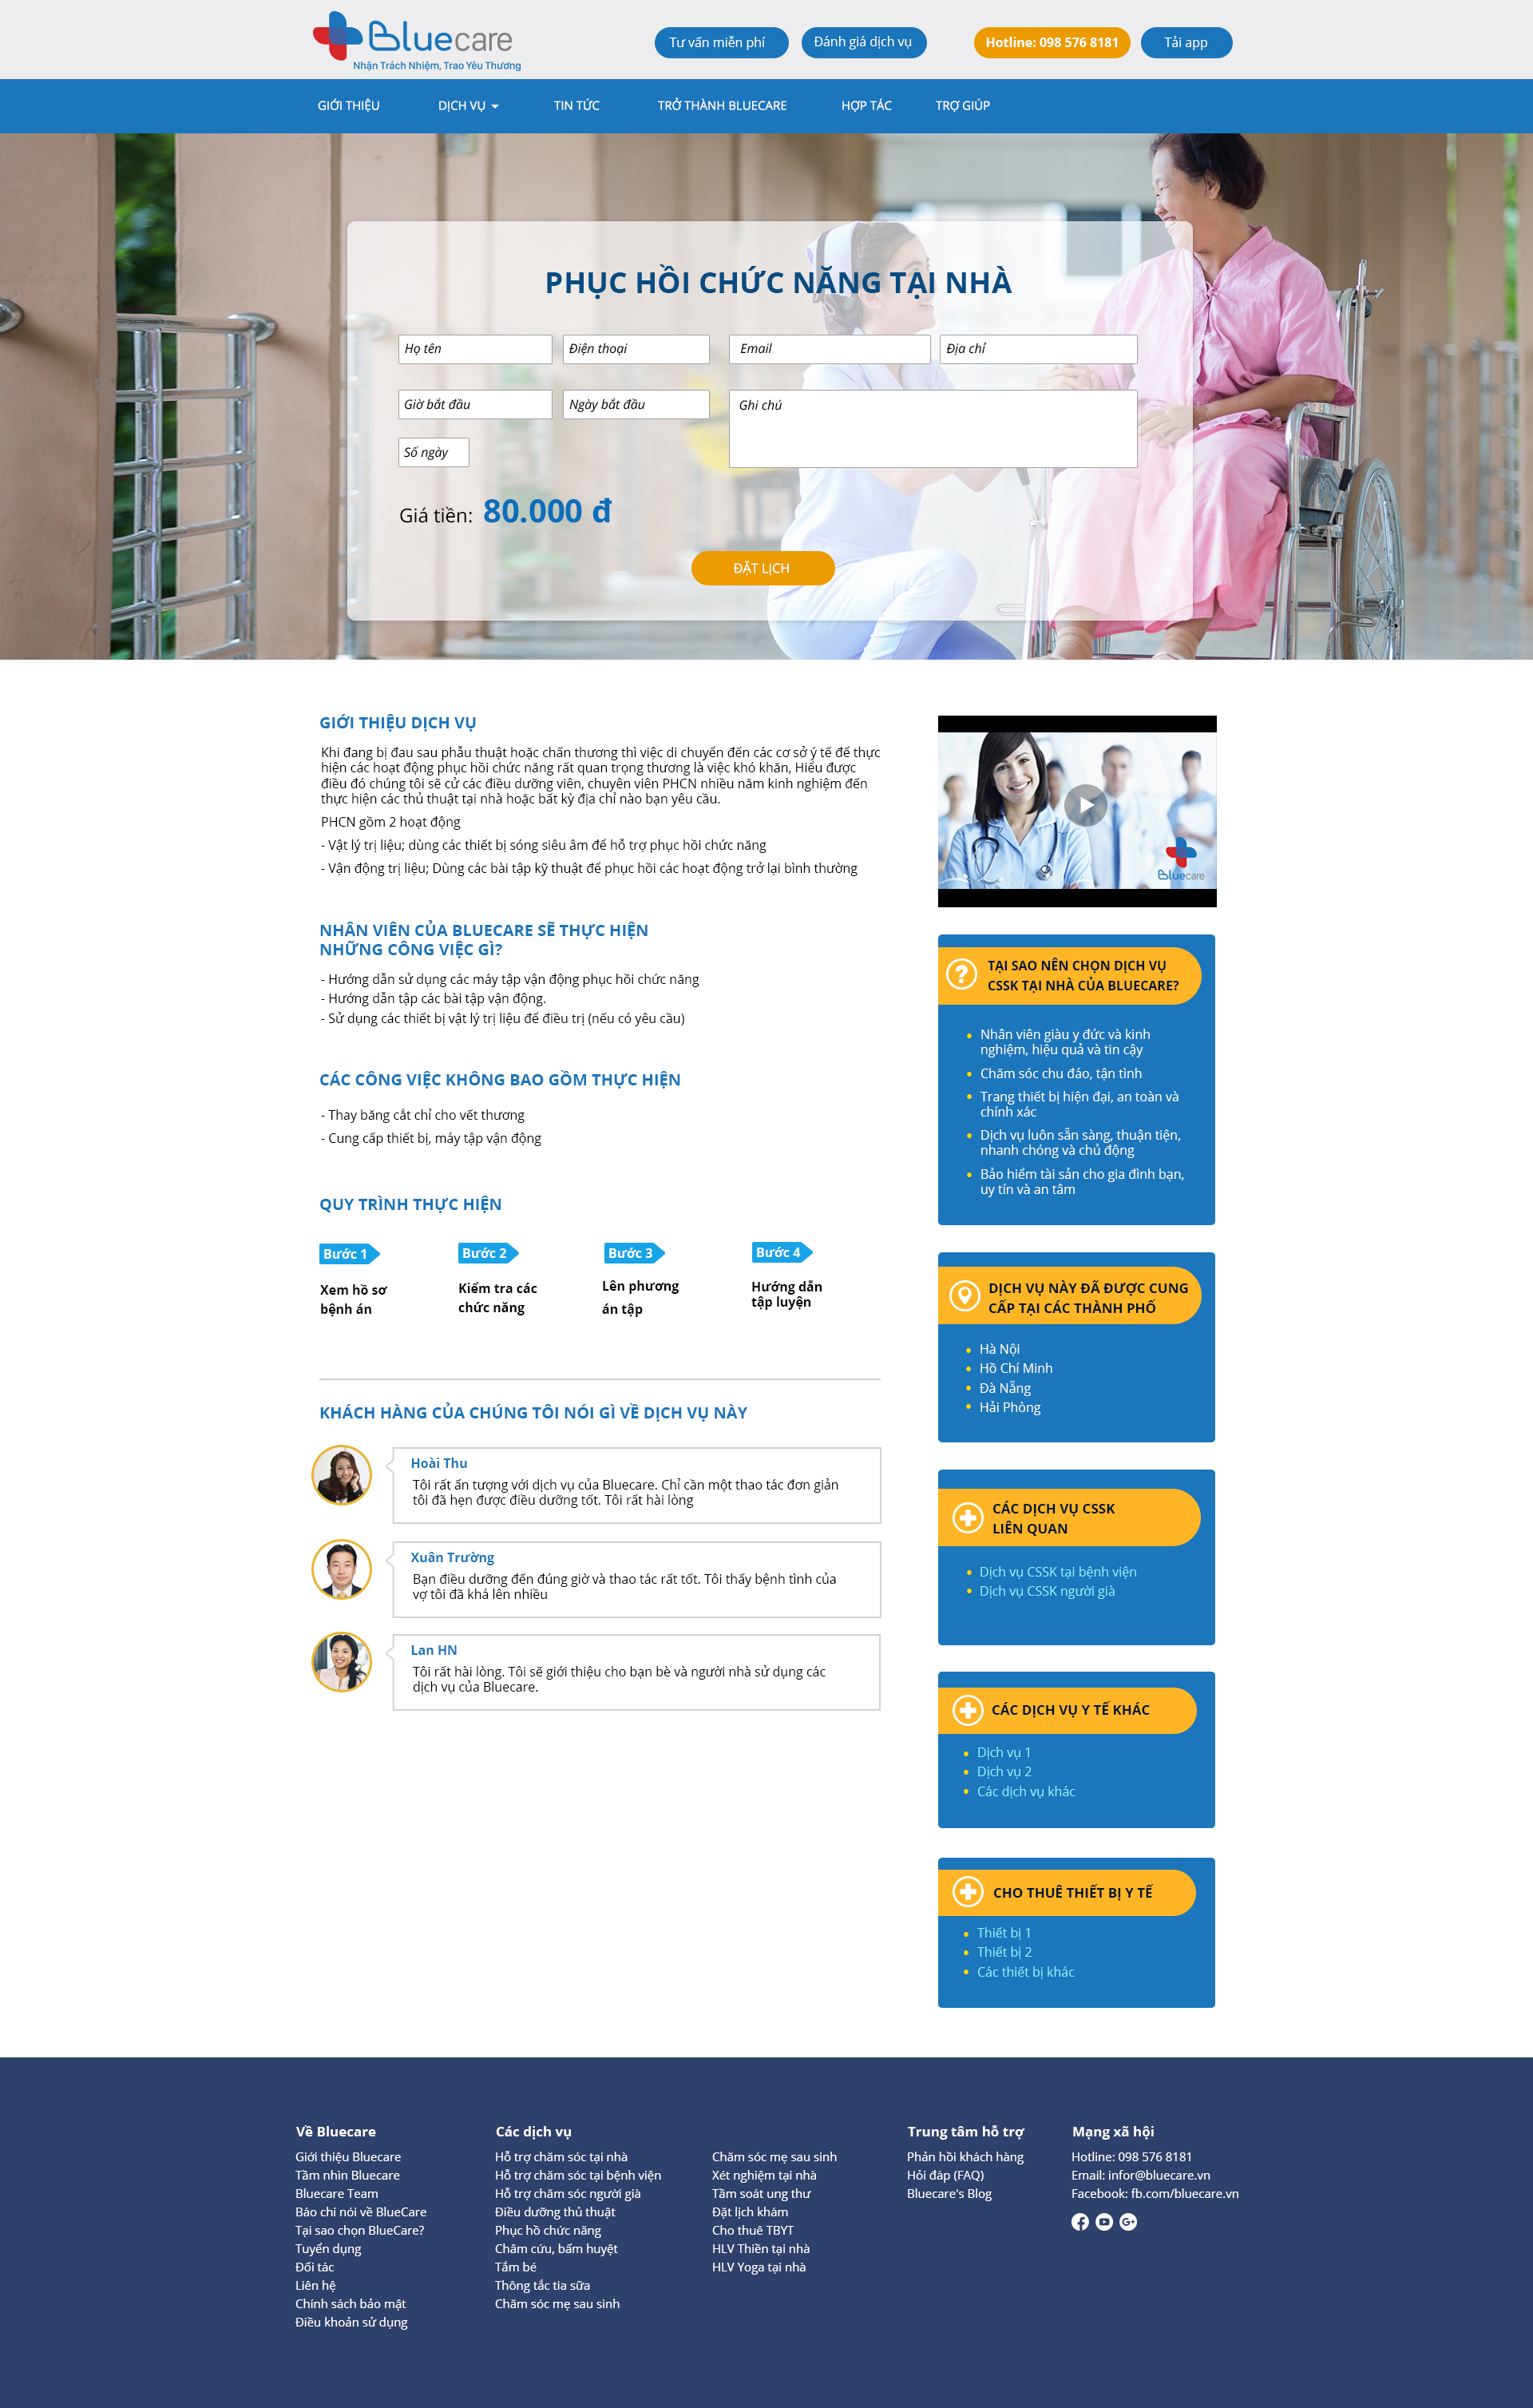 Bluecare
Nhận Trách Nhiệm, Trao Yêu Thương
Tư vấn miễn phí
Đánh giá dịch vụ
Hotline: 098 576 8181
Tải app
GIỚI THIỆU
DỊCH VỤ
TIN TỨC
TRỞ THÀNH BLUECARE
HỢP TÁC
TRỢ GIÚP
PHỤC HỒI CHỨC NĂNG TẠI NHÀ
Họ tên
Điện thoại
Email
Địa chỉ
Giờ bắt đầu
Ngày bắt đầu
Ghi chú
Số ngày
Giá tiền: 80.000 đ
ĐẶT LỊCH
GIỚI THIỆU DỊCH VỤ
Khi đang bị đau sau phẫu thuật hoặc chấn thương thì việc di chuyển đến các cơ sở ý tế để thực
hiện các hoạt động phục hồi chức năng rất quan trọng thương là việc khó khăn, Hiểu được
điều đó chúng tôi sẽ cử các điều dưỡng viên, chuyên viên PHCN nhiều năm kinh nghiệm đến
thực hiện các thủ thuật tại nhà hoặc bất kỳ địa chỉ nào bạn yêu cầu.
PHCN gồm 2 hoạt động
- Vật lý trị liệu; dùng các thiết bị sóng siêu âm để hỗ trợ phục hồi chức năng
- Vận động trị liệu; Dùng các bài tập kỹ thuật để phục hồi các hoạt động trở lại bình thường
NHÂN VIÊN CỦA BLUECARE SẼ THỰC HIỆN
NHỮNG CÔNG VIỆC GÌ?
- Hướng dẫn sử dụng các máy tập vận động phục hồi chức năng
- Hướng dẫn tập các bài tập vận động.
- Sử dụng các thiết bị vật lý trị liệu để điều trị (nếu có yêu cầu)
CÁC CÔNG VIỆC KHÔNG BAO GỒM THỰC HIỆN
- Thay băng cắt chỉ cho vết thương
- Cung cấp thiết bị, máy tập vận động
QUY TRÌNH THỰC HIỆN
Bước 1
Xem hồ sơ
bệnh án
Bước 2
Kiểm tra các
chức năng
Bước 3
Lên phương
án tập
Bước 4
Hướng dẫn
tập luyện
KHÁCH HÀNG CỦA CHÚNG TÔI NÓI GÌ VỀ DỊCH VỤ NÀY
Hoài Thu
Tôi rất ấn tượng với dịch vụ của Bluecare. Chỉ cần một thao tác đơn giản
tôi đã hẹn được điều dưỡng tốt. Tôi rất hài lòng
Xuân Trường
Bạn điều dưỡng đến đúng giờ và thao tác rất tốt. Tôi thấy bệnh tình của
vợ tôi đã khá lên nhiều
Lan HN
Tôi rất hài lòng. Tôi sẽ giới thiệu cho bạn bè và người nhà sử dụng các
dịch vụ của Bluecare.
Bluecare
TẠI SAO NÊN CHỌN DỊCH VỤ
CSSK TẠI NHÀ CỦA BLUECARE?
Nhân viên giàu y đức và kinh
nghiệm, hiệu quả và tin cậy
Chăm sóc chu đáo, tận tình
Trang thiết bị hiện đại, an toàn và
chính xác
Dịch vụ luôn sẵn sàng, thuận tiện,
nhanh chóng và chủ động
Bảo hiểm tài sản cho gia đình bạn,
uy tín và an tâm
DỊCH VỤ NÀY ĐÃ ĐƯỢC CUNG
CẤP TẠI CÁC THÀNH PHỐ
Hà Nội
Hồ Chí Minh
Đà Nẵng
Hải Phòng
CÁC DỊCH VỤ CSSK
LIÊN QUAN
Dịch vụ CSSK tại bệnh viện
Dịch vụ CSSK người già
CÁC DỊCH VỤ Y TẾ KHÁC
Dịch vụ 1
Dịch vụ 2
Các dịch vụ khác
CHO THUÊ THIẾT BỊ Y TẾ
Thiết bị 1
Thiết bị 2
Các thiết bị khác
Về Bluecare
Giới thiệu Bluecare
Tầm nhìn Bluecare
Bluecare Team
Báo chí nói về BlueCare
Tại sao chọn BlueCare?
Tuyển dụng
Đối tác
Liên hệ
Chính sách bảo mật
Điều khoản sử dụng
Các dịch vụ
Hỗ trợ chăm sóc tại nhà
Hỗ trợ chăm sóc tại bệnh viện
Hỗ trợ chăm sóc người già
Điều dưỡng thủ thuật
Phục hồ chức năng
Châm cứu, bấm huyệt
Tắm bé
Thông tắc tia sữa
Chăm sóc mẹ sau sinh
Chăm sóc mẹ sau sinh
Xét nghiệm tại nhà
Tầm soát ung thư
Đặt lịch khám
Cho thuê TBYT
HLV Thiền tại nhà
HLV Yoga tại nhà
Trung tâm hỗ trợ
Phản hồi khách hàng
Hỏi đáp (FAQ)
Bluecare's Blog
Mạng xã hội
Hotline: 098 576 8181
Email: infor@bluecare.vn
Facebook: fb.com/bluecare.vn